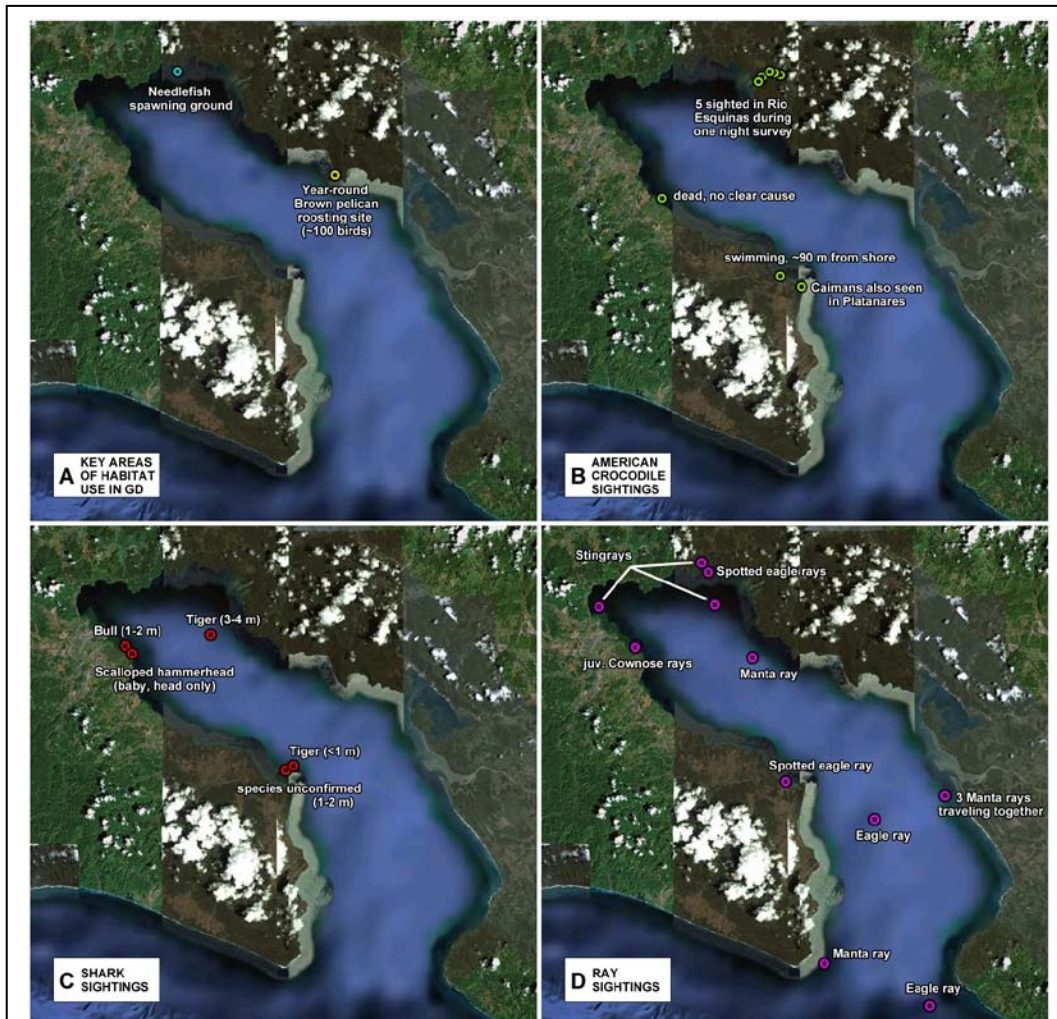 Needlefish
spawning ground
Year-round
Brown pelican
roosting site
(~100 birds)
A KEY AREAS
OF HABITAT
USE IN GD
5 sighted in Rio
Esquinas during
one night survey
dead, no clear cause
swimming, ~90 m from shore
Caimans also seen
in Platanares
B AMERICAN
CROCODILE
SIGHTINGS
Bull (1-2 m)
Tiger (3-4 m)
Scalloped hammerhead
(baby, head only)
Tiger (<1 m)
species unconfirmed
(1-2 m)
C SHARK
SIGHTINGS
Stingrays
Spotted eagle rays
juv. Cownose rays
Manta ray
Spotted eagle ray
3 Manta rays
traveling together
Eagle ray
Manta ray
Eagle ray
D RAY
SIGHTINGS